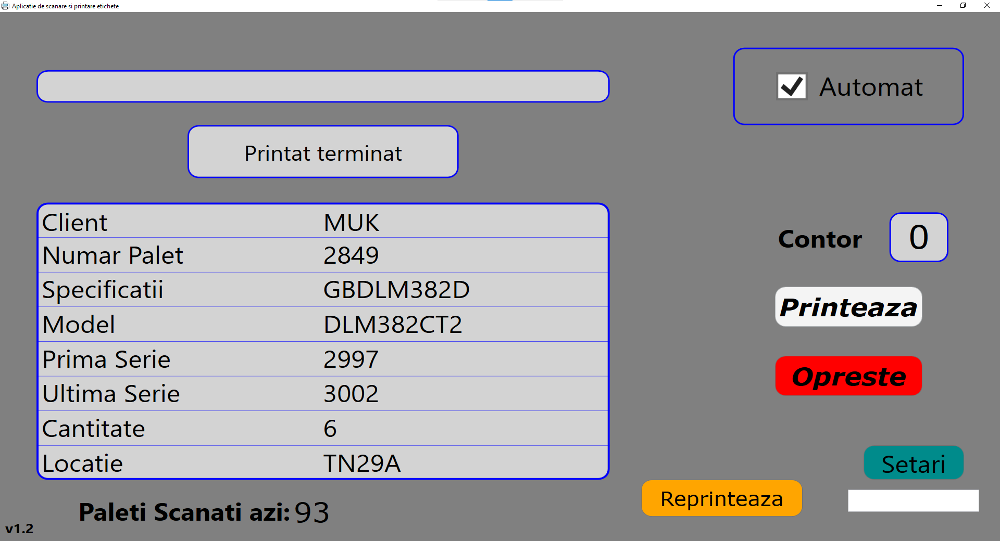 Aplicatie de scanare si printare etichete
Automat
Printat terminat
Client MUK
Numar Palet 2849
Specificatii GBDLM382D
Model DLM382CT2
Prima Serie 2997
Ultima Serie 3002
Cantitate 6
Locatie TN29A
Contor 0
Printeaza
Opreste
Setari
Reprinteaza
Paleti Scanati azi: 93
v1.2